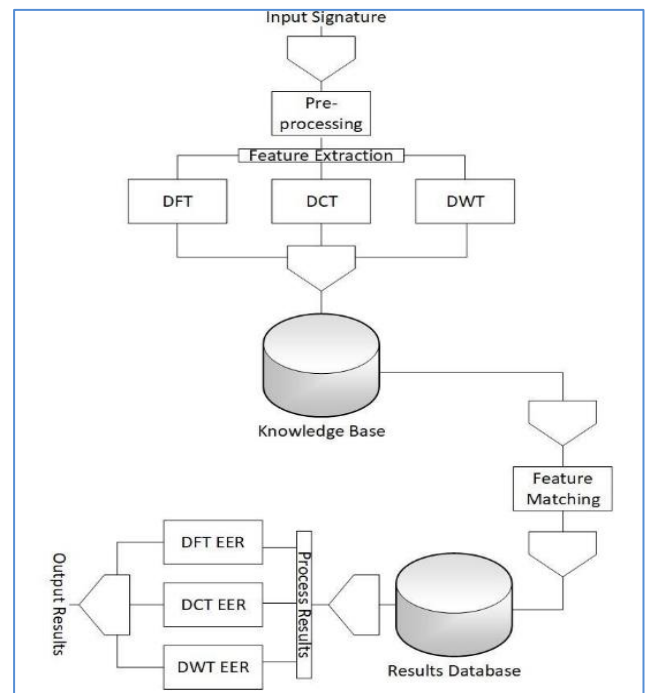 Input Signature
Pre-
processing
Feature Extraction
DFT
DCT
DWT
Knowledge Base
Feature
Matching
Results Database
Process Results
DFT EER
DCT EER
DWT EER
Output Results